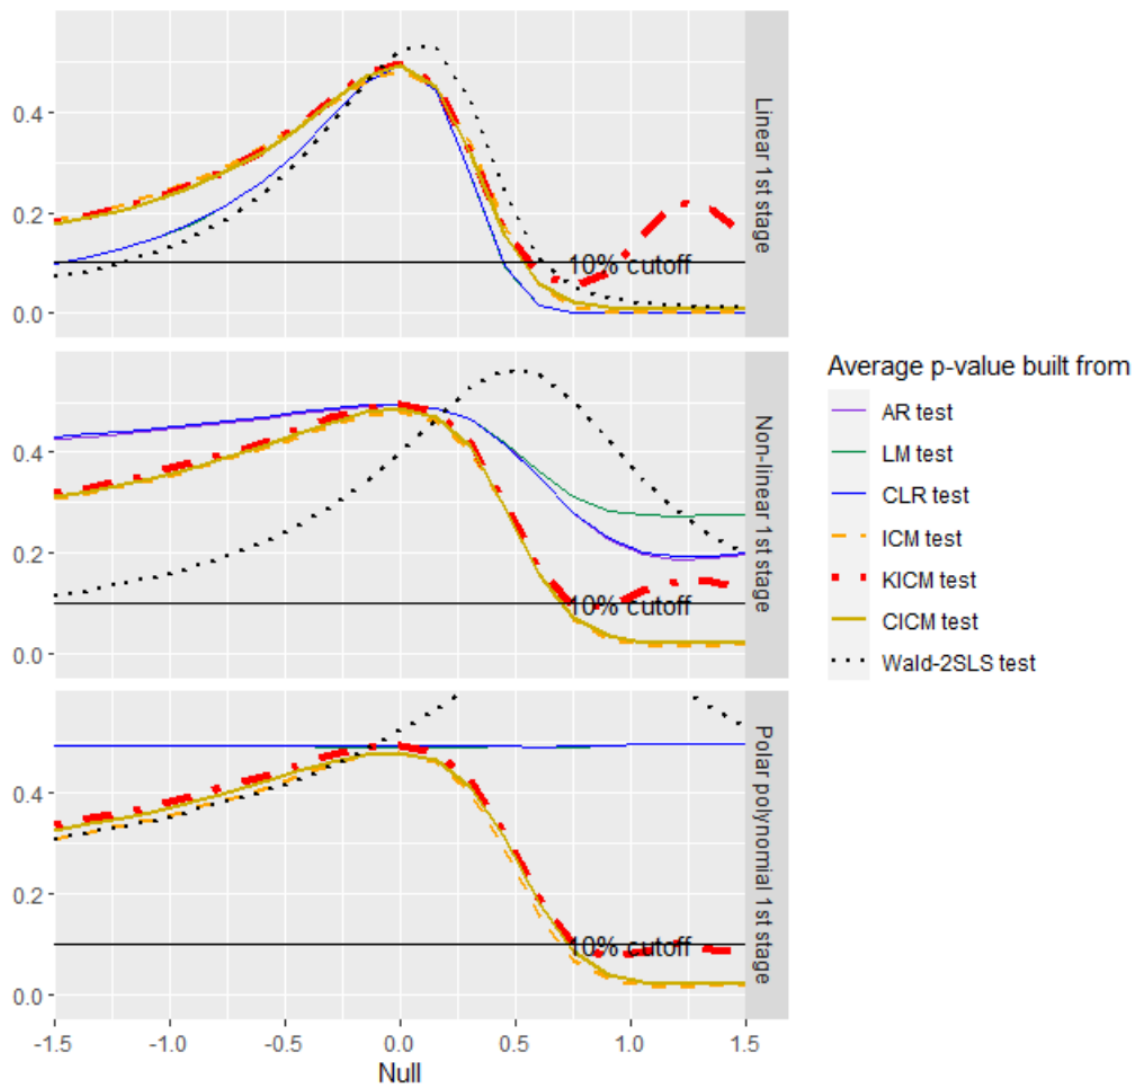 0.4
0.2
0.0
10% cutoff
Linear 1st stage
0.4
0.2
0.0
10% cutoff
Non-linear 1st stage
0.4
0.2
0.0
10% cutoff
Polar polynomial 1st stage
-1.5 -1.0 -0.5 0.0 0.5 1.0 1.5
Null
Average p-value built from
AR test
LM test
CLR test
ICM test
KICM test
CICM test
Wald-2SLS test